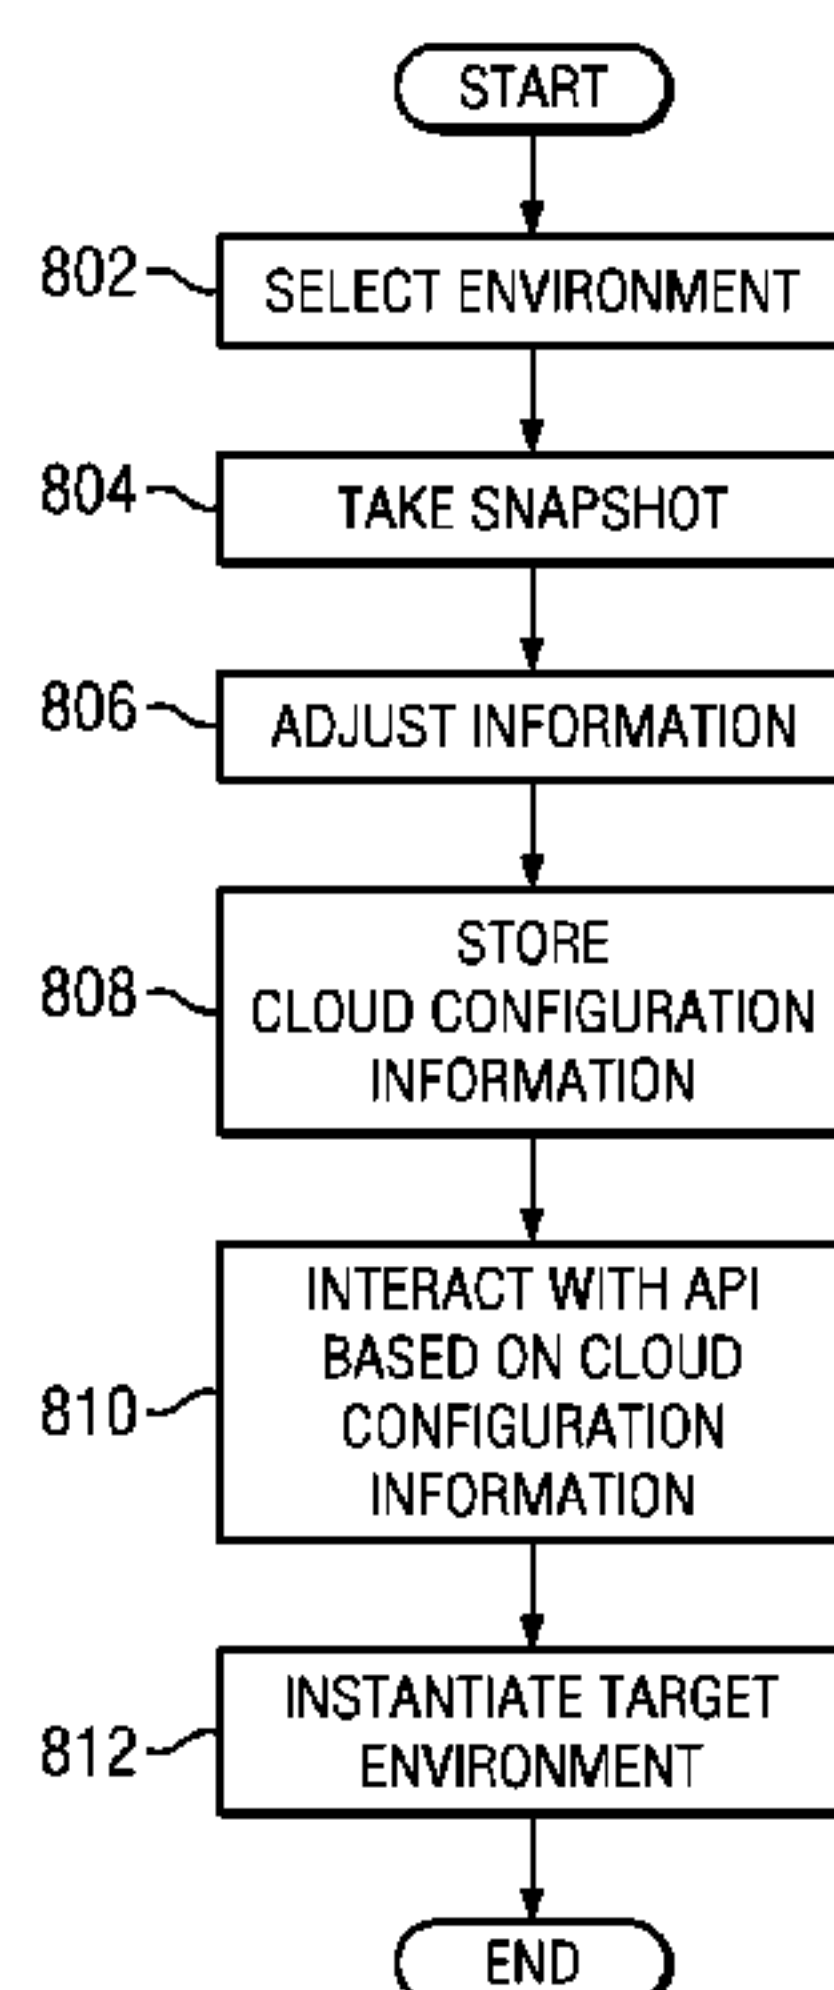 START
802
SELECT ENVIRONMENT
804
TAKE SNAPSHOT
806
ADJUST INFORMATION
808
STORE
CLOUD CONFIGURATION
INFORMATION
810
INTERACT WITH API
BASED ON CLOUD
CONFIGURATION
INFORMATION
812
INSTANTIATE TARGET
ENVIRONMENT
END